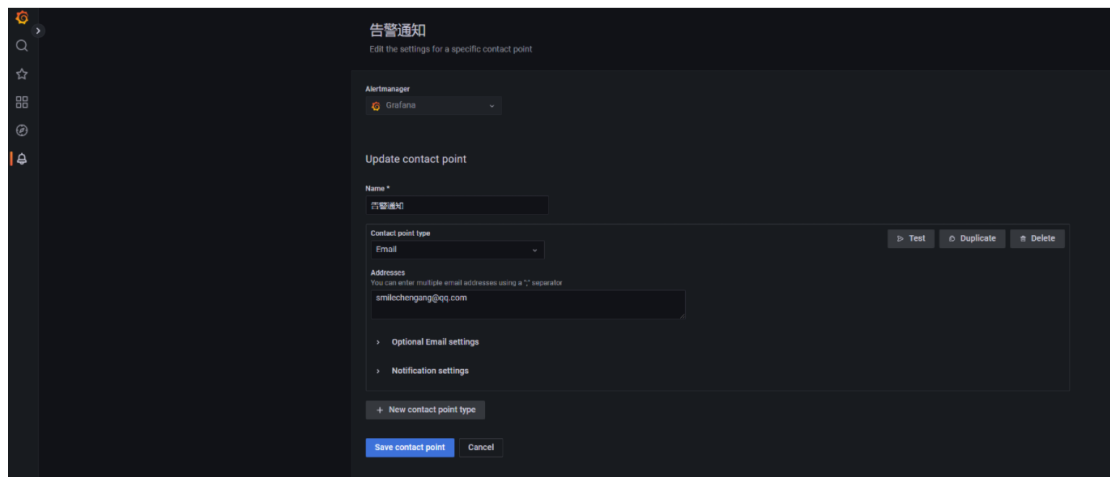 告警通知
Edit the settings for a specific contact point
Alertmanager
Grafana
Update contact point
Name *
告警通知
Contact point type
Email
Test
Duplicate
Delete
Addresses
You can enter multiple email addresses using a ";" separator
smilechengang@qq.com
Optional Email settings
Notification settings
+ New contact point type
Save contact point
Cancel